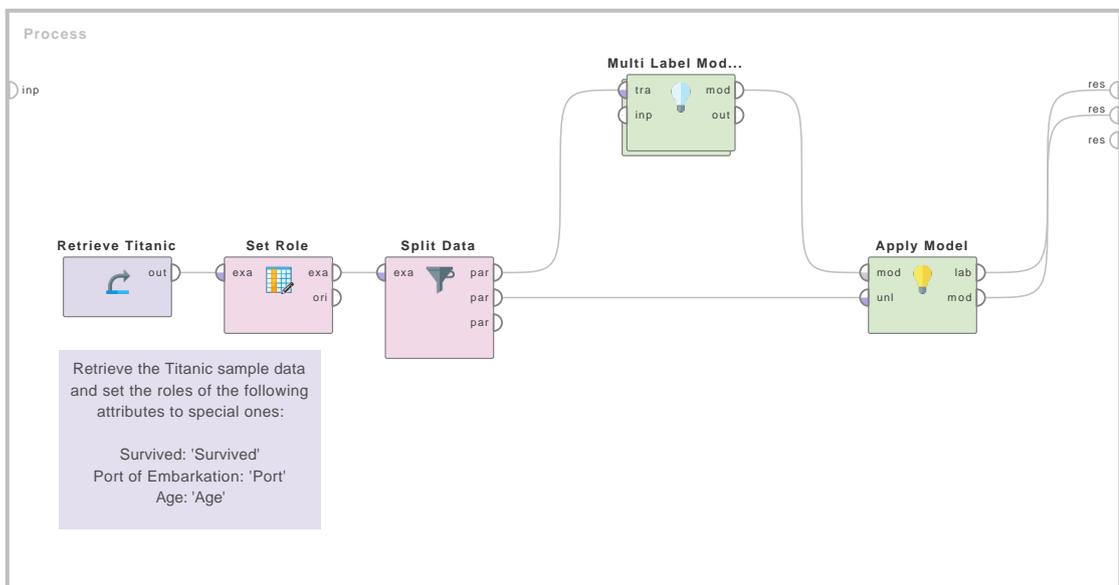 Process
inp
Multi Label Mod...
tra mod
inp out
res
res
res
Retrieve Titanic
out
Set Role
exa exa
ori
Split Data
exa par
par
par
Apply Model
mod lab
unl mod
Retrieve the Titanic sample data
and set the roles of the following
attributes to special ones:
Survived: 'Survived'
Port of Embarkation: 'Port'
Age: 'Age'